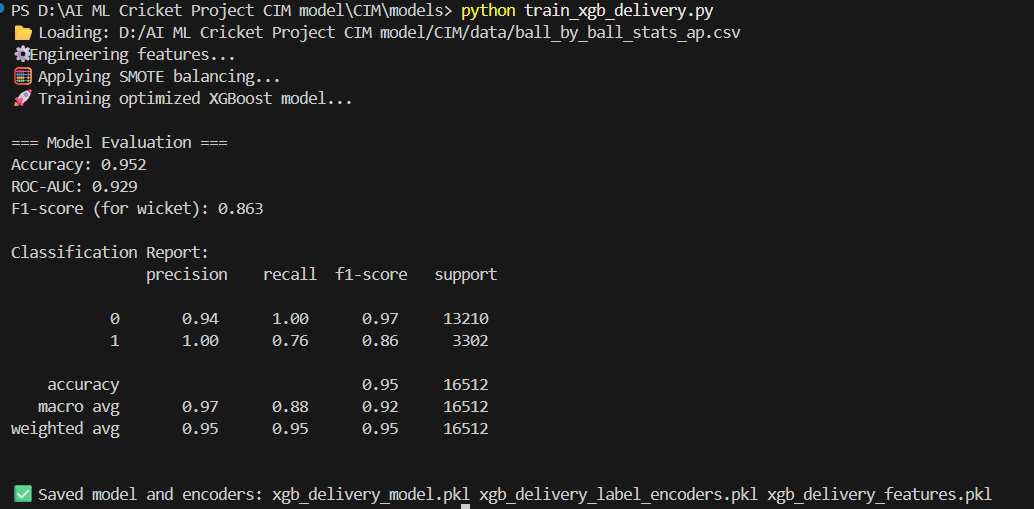 PS D:\AI ML Cricket Project CIM model\CIM\models> python train_xgb_delivery.py
📂 Loading: D:/AI ML Cricket Project CIM model/CIM/data/ball_by_ball_stats_ap.csv
⚙️Engineering features...
🧮 Applying SMOTE balancing...
🚀 Training optimized XGBoost model...

=== Model Evaluation ===
Accuracy: 0.952
ROC-AUC: 0.929
F1-score (for wicket): 0.863

Classification Report:
              precision    recall  f1-score   support

           0       0.94      1.00      0.97     13210
           1       1.00      0.76      0.86      3302

    accuracy                           0.95     16512
   macro avg       0.97      0.88      0.92     16512
weighted avg       0.95      0.95      0.95     16512

✅ Saved model and encoders: xgb_delivery_model.pkl xgb_delivery_label_encoders.pkl xgb_delivery_features.pkl